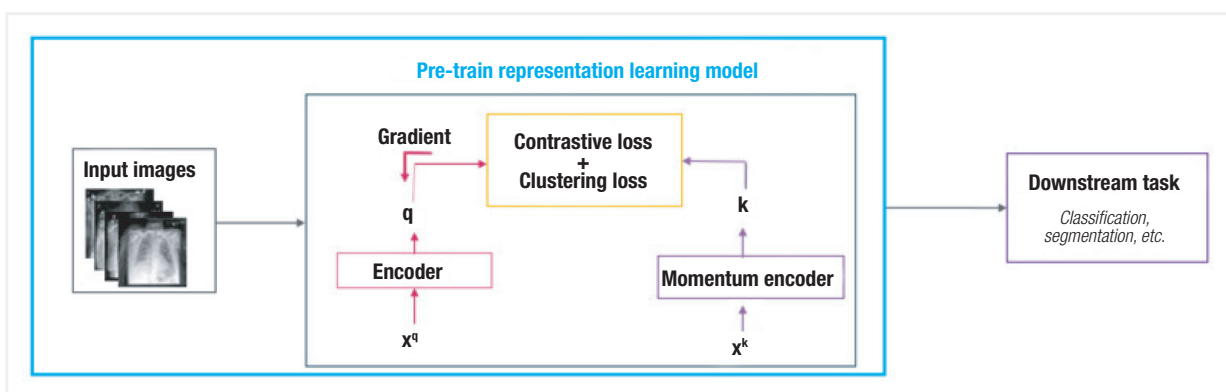 Pre-train representation learning model
Input images
Gradient
Contrastive loss
+
Clustering loss
q
k
Encoder
Momentum encoder
x^q
x^k
Downstream task
Classification,
segmentation, etc.